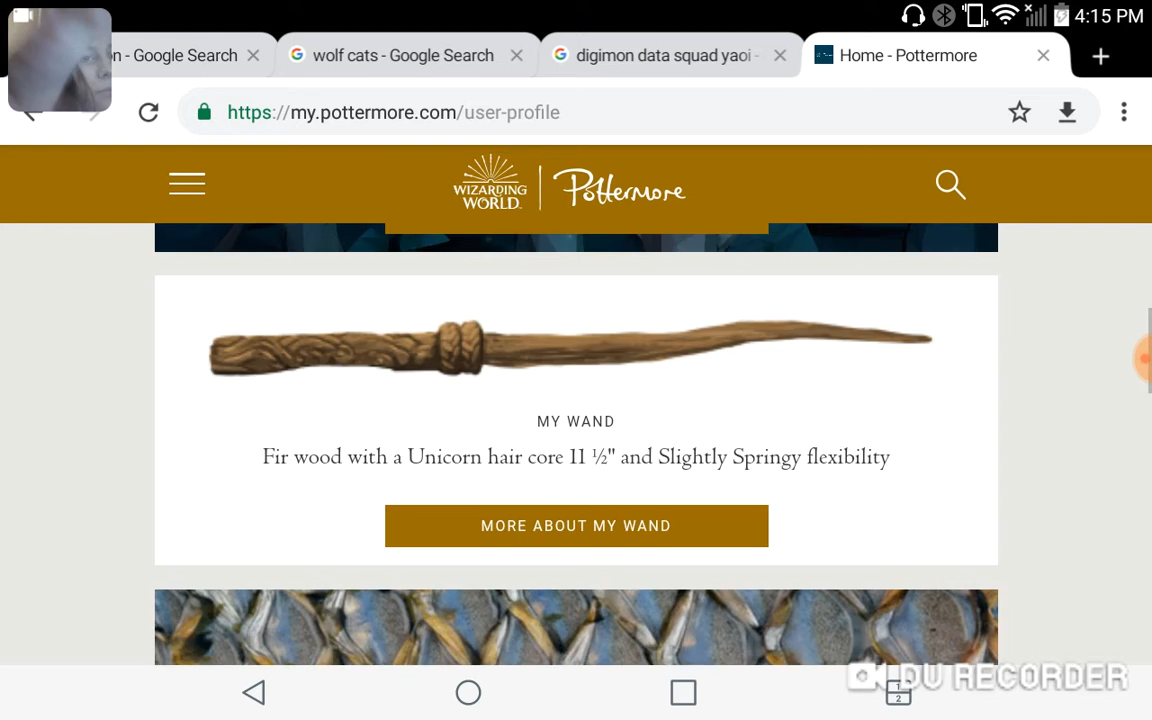 4:15 PM
n - Google Search
wolf cats - Google Search
digimon data squad yaoi -
Home - Pottermore
https://my.pottermore.com/user-profile
WIZARDING
WORLD
Pottermore
MY WAND
Fir wood with a Unicorn hair core 11 ½" and Slightly Springy flexibility
MORE ABOUT MY WAND
DU RECORDER
1
2